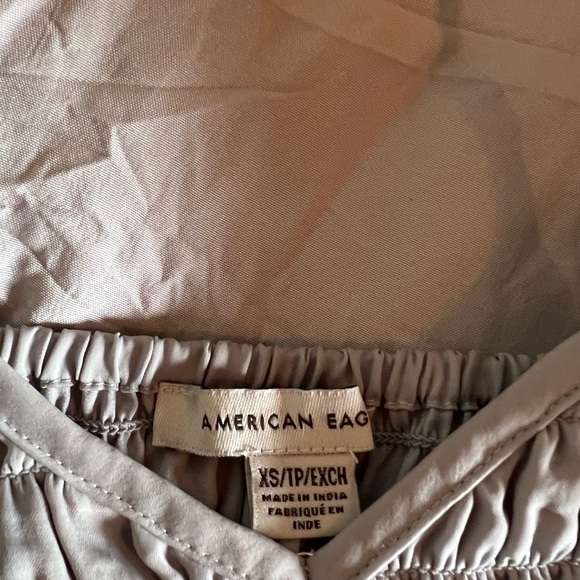 AMERICAN EAG
XS/TP/EXCH
MADE IN INDIA
FABRIQUÉ EN
INDE